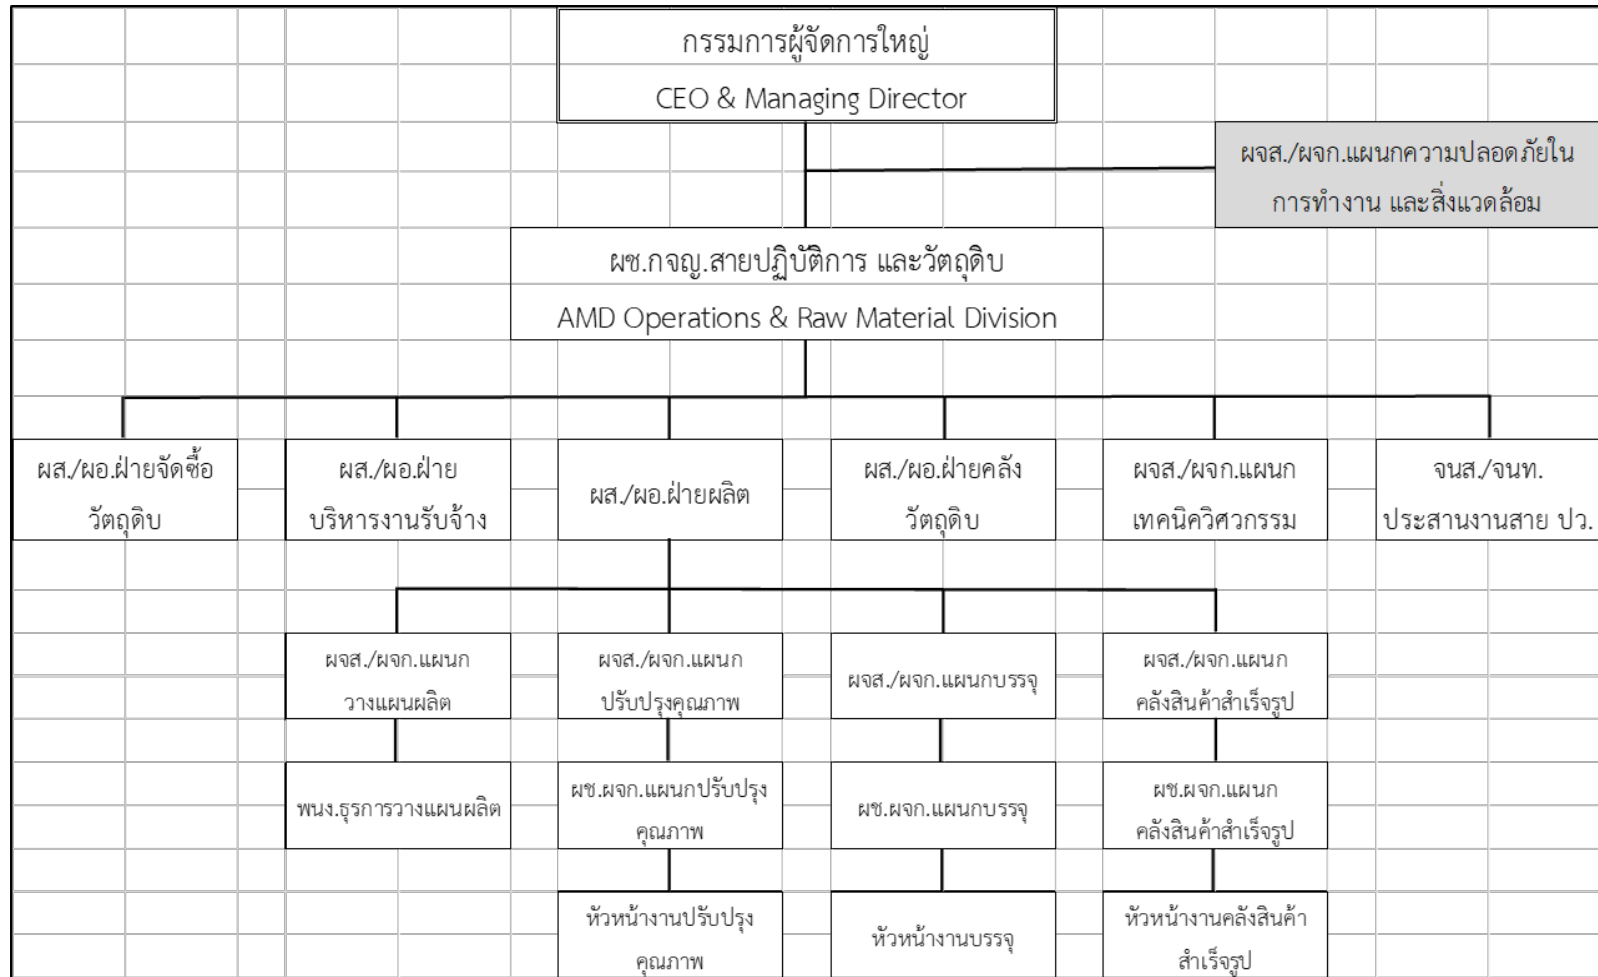 กรรมการผู้จัดการใหญ่
CEO & Managing Director
ผจส./ผจก.แผนกความปลอดภัยใน
การทำงาน และสิ่งแวดล้อม
ผช.กจญ.สายปฏิบัติการ และวัตถุดิบ
AMD Operations & Raw Material Division
ผส./ผอ.ฝ่ายจัดซื้อ
วัตถุดิบ
ผส./ผอ.ฝ่าย
บริหารงานรับจ้าง
ผส./ผอ.ฝ่ายผลิต
ผส./ผอ.ฝ่ายคลัง
วัตถุดิบ
ผจส./ผจก.แผนก
เทคนิควิศวกรรม
จนส./จนท.
ประสานงานสาย ปว.
ผจส./ผจก.แผนก
วางแผนผลิต
ผจส./ผจก.แผนก
ปรับปรุงคุณภาพ
ผจส./ผจก.แผนกบรรจุ
ผจส./ผจก.แผนก
คลังสินค้าสำเร็จรูป
พนง.ธุรการวางแผนผลิต
ผช.ผจก.แผนกปรับปรุง
คุณภาพ
ผช.ผจก.แผนกบรรจุ
ผช.ผจก.แผนก
คลังสินค้าสำเร็จรูป
หัวหน้างานปรับปรุง
คุณภาพ
หัวหน้างานบรรจุ
หัวหน้างานคลังสินค้า
สำเร็จรูป